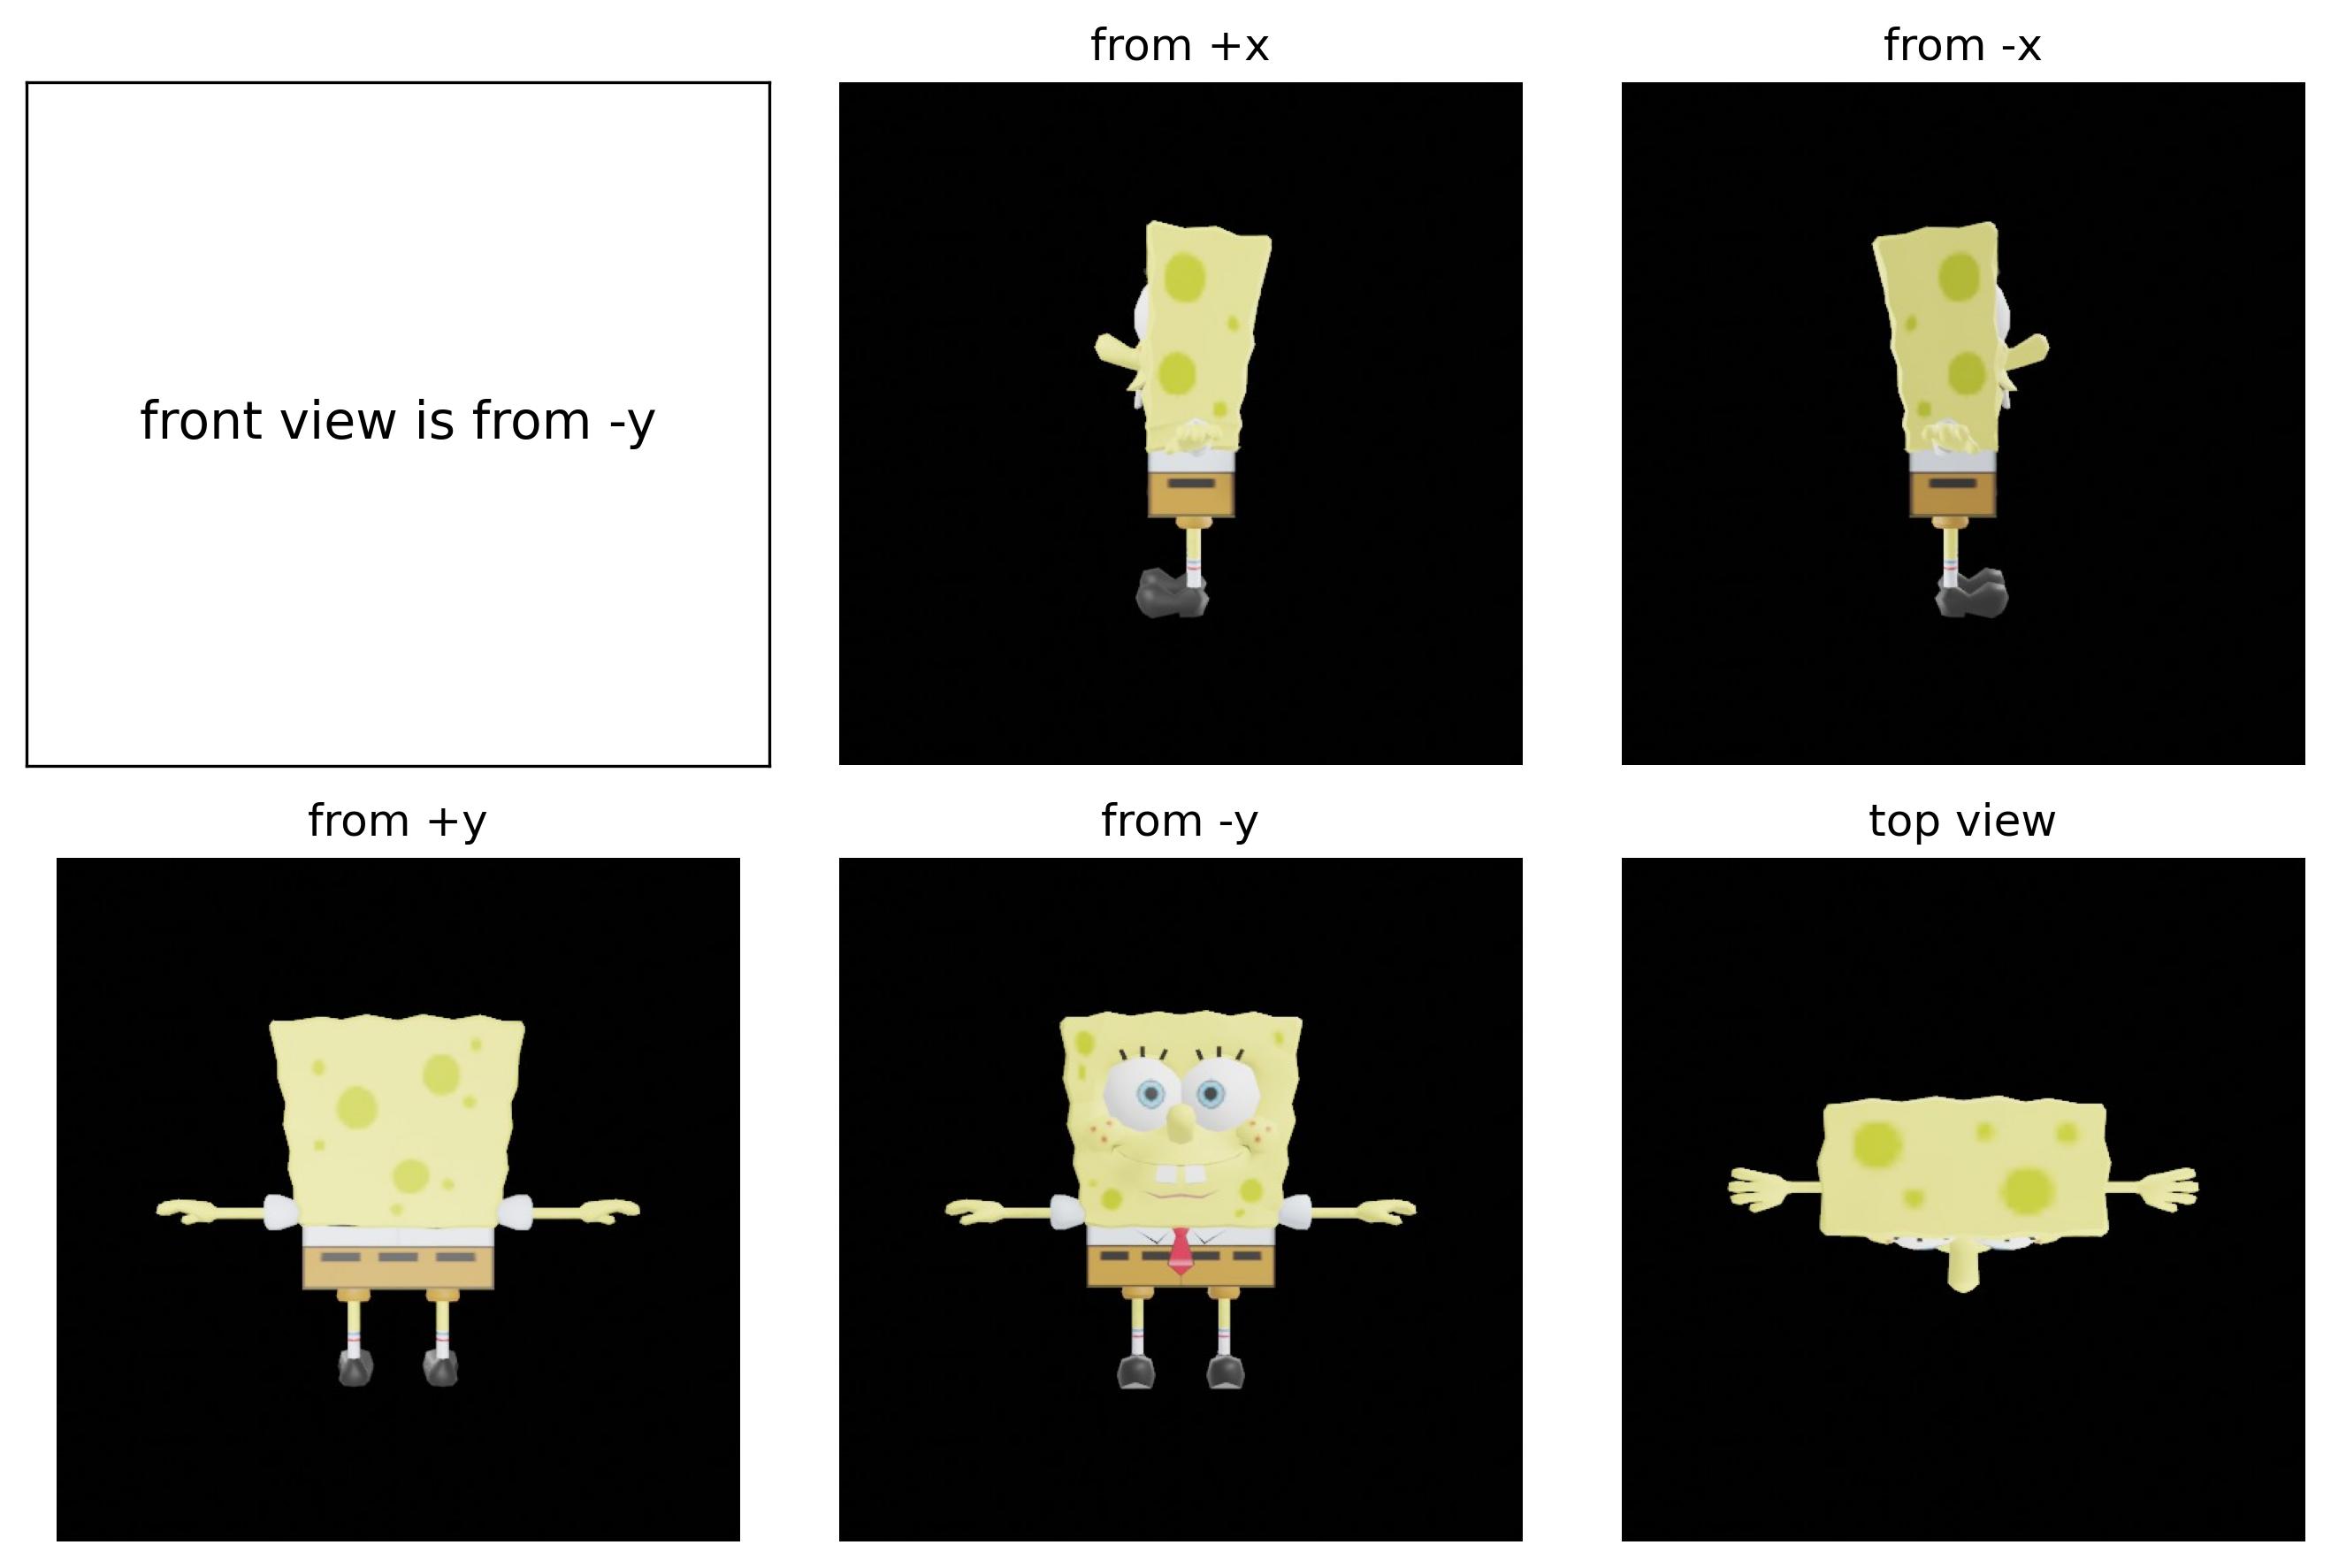 from +x
from -x
front view is from -y
from +y
from -y
top view